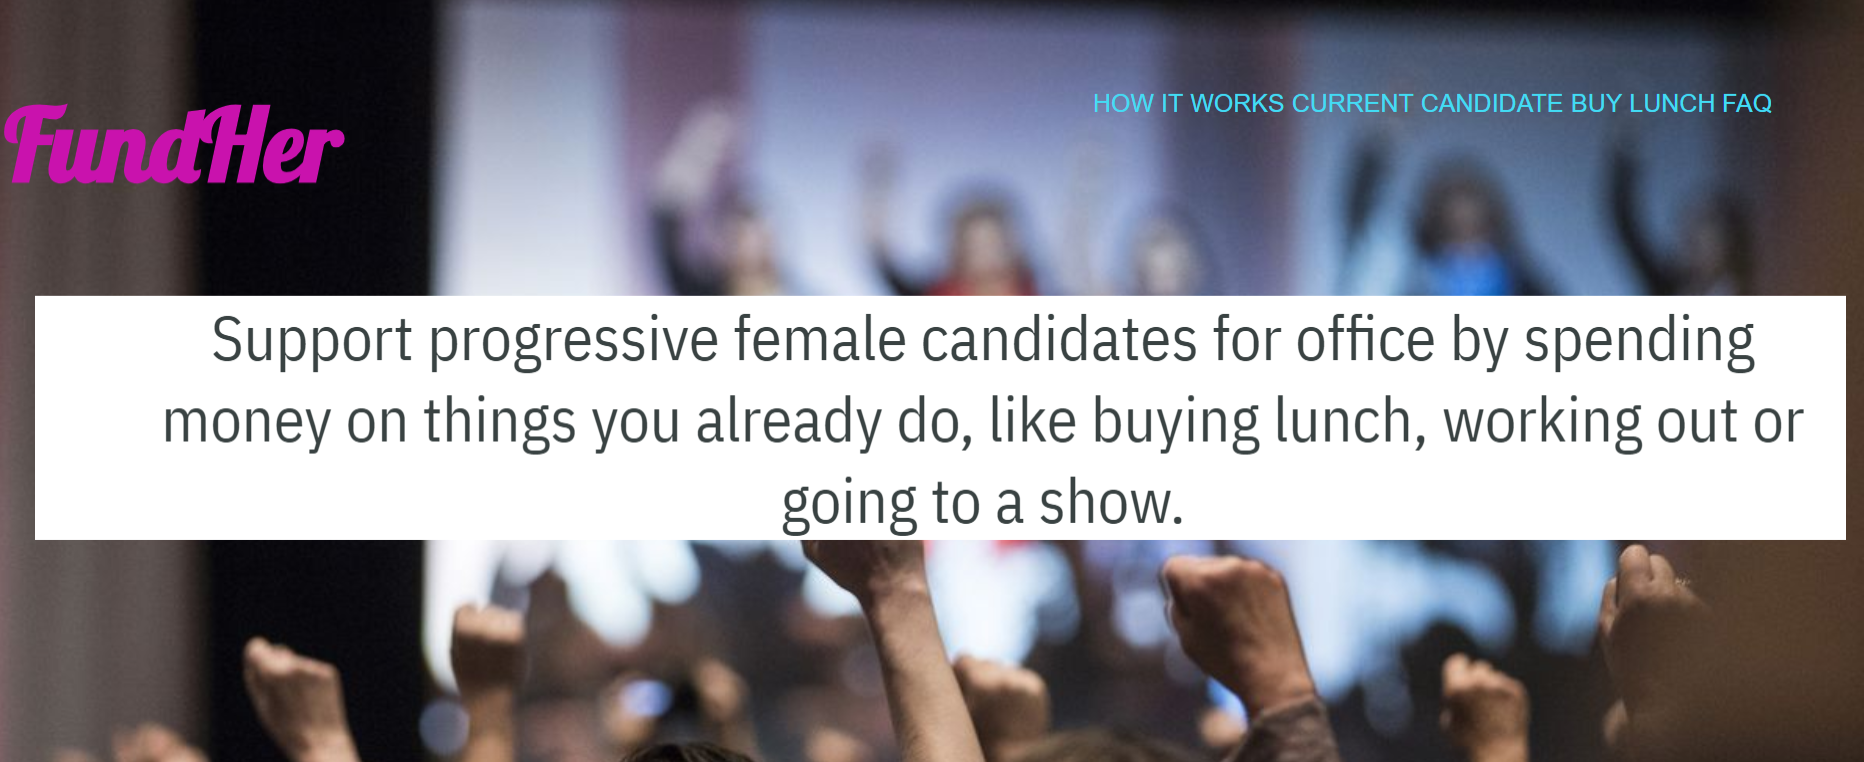 FundHer
HOW IT WORKS CURRENT CANDIDATE BUY LUNCH FAQ
Support progressive female candidates for office by spending
money on things you already do, like buying lunch, working out or
going to a show.